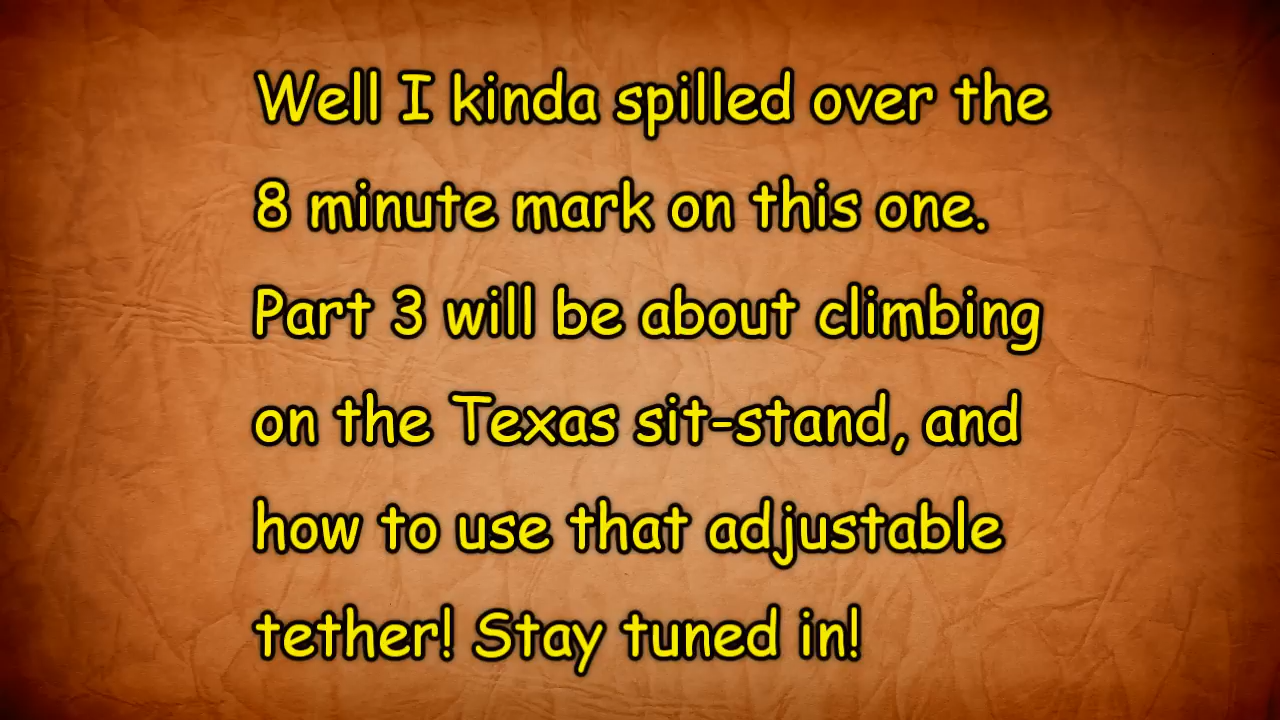 Well I kinda spilled over the
8 minute mark on this one.
Part 3 will be about climbing
on the Texas sit-stand, and
how to use that adjustable
tether! Stay tuned in!